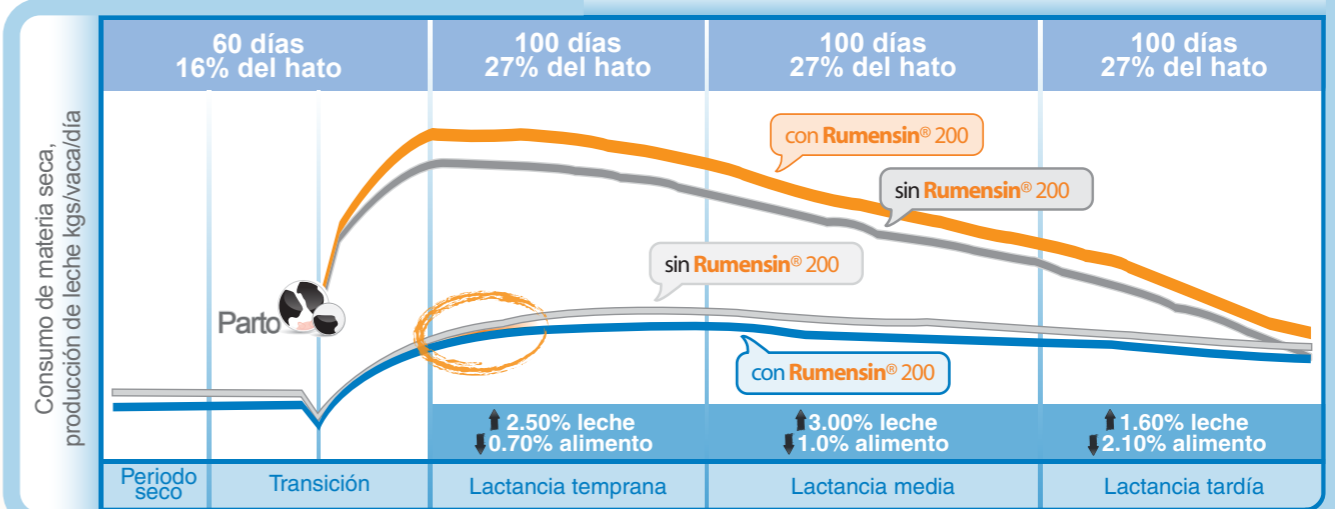 60 días
16% del hato
100 días
27% del hato
100 días
27% del hato
100 días
27% del hato
Consumo de materia seca,
producción de leche kgs/vaca/día
con Rumensin® 200
sin Rumensin® 200
sin Rumensin® 200
Parto
con Rumensin® 200
2.50% leche
0.70% alimento
3.00% leche
1.0% alimento
1.60% leche
2.10% alimento
Periodo
seco
Transición
Lactancia temprana
Lactancia media
Lactancia tardía